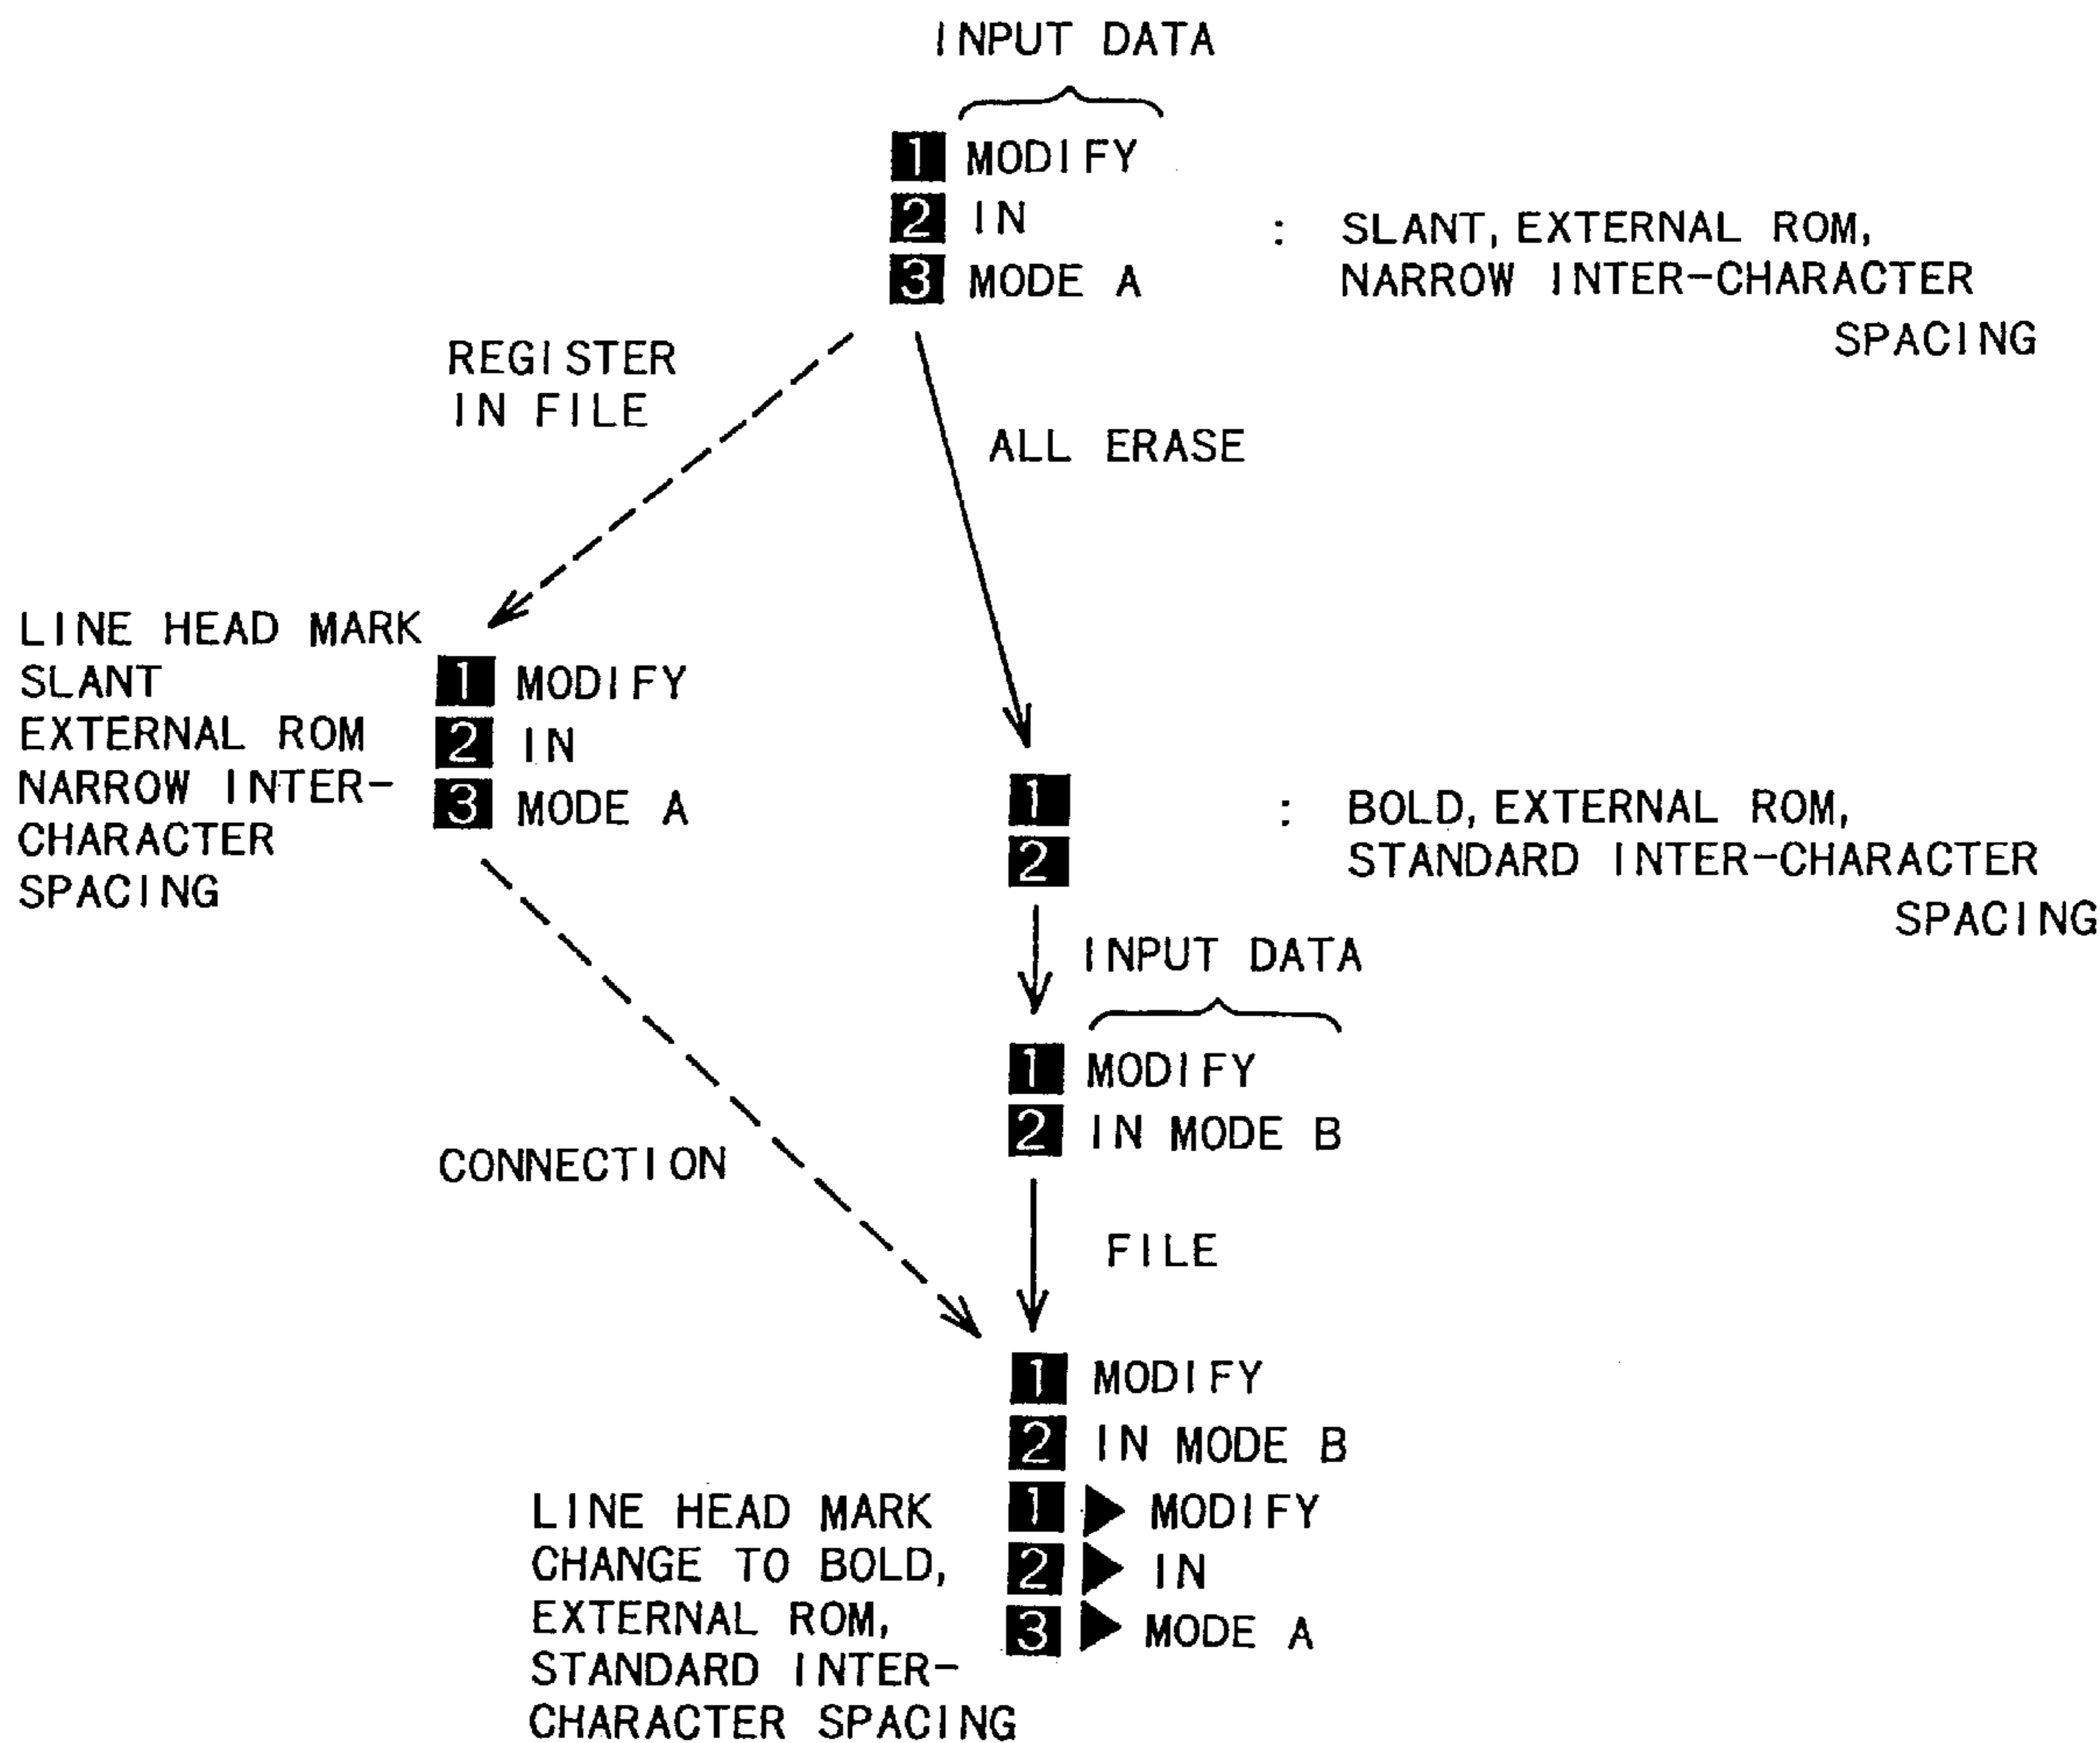 INPUT DATA
1 MODIFY
2 IN
3 MODE A
: SLANT, EXTERNAL ROM,
NARROW INTER-CHARACTER
SPACING
REGISTER
IN FILE
ALL ERASE
LINE HEAD MARK
SLANT
EXTERNAL ROM
NARROW INTER-
CHARACTER
SPACING
1 MODIFY
2 IN
3 MODE A
1
2
: BOLD, EXTERNAL ROM,
STANDARD INTER-CHARACTER
SPACING
INPUT DATA
1 MODIFY
2 IN MODE B
CONNECTION
FILE
1 MODIFY
2 IN MODE B
1 ▶ MODIFY
2 ▶ IN
3 ▶ MODE A
LINE HEAD MARK
CHANGE TO BOLD,
EXTERNAL ROM,
STANDARD INTER-
CHARACTER SPACING